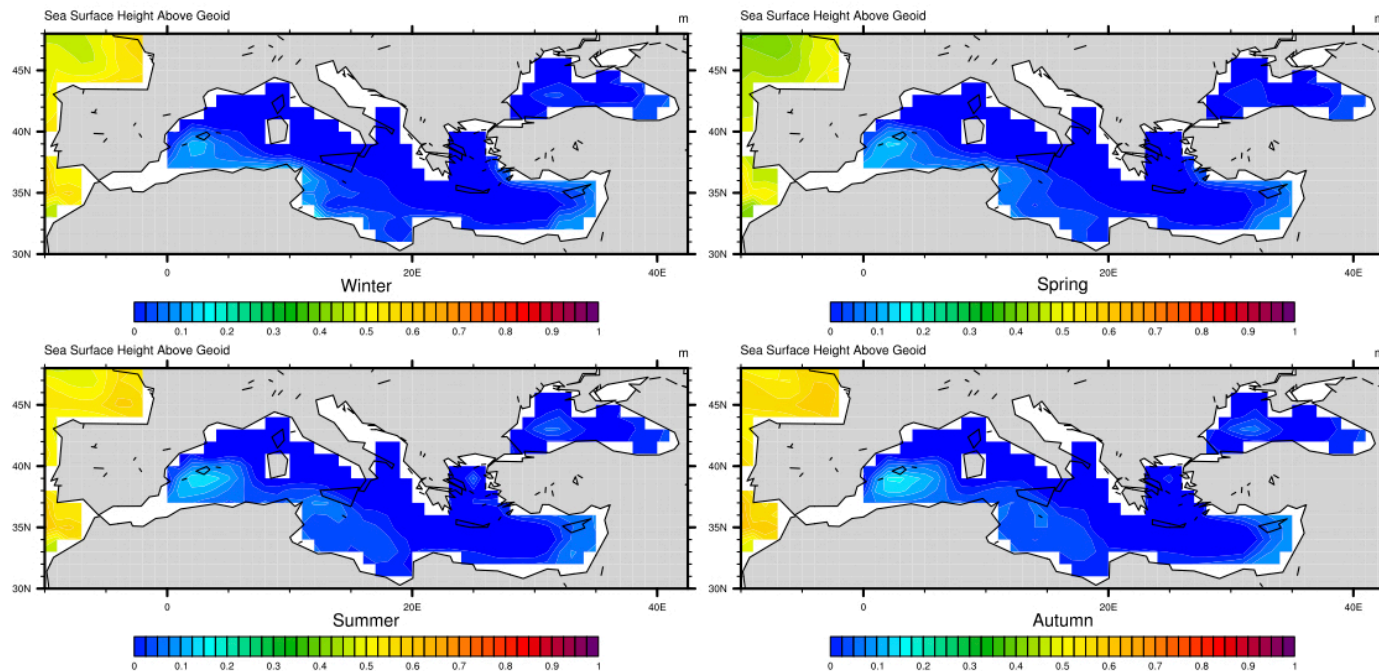 Sea Surface Height Above Geoid m
45N
40N
35N
30N
0 20E 40E
Winter
0 0.1 0.2 0.3 0.4 0.5 0.6 0.7 0.8 0.9 1
Sea Surface Height Above Geoid m
45N
40N
35N
30N
0 20E 40E
Spring
0 0.1 0.2 0.3 0.4 0.5 0.6 0.7 0.8 0.9 1
Sea Surface Height Above Geoid m
45N
40N
35N
30N
0 20E 40E
Summer
0 0.1 0.2 0.3 0.4 0.5 0.6 0.7 0.8 0.9 1
Sea Surface Height Above Geoid m
45N
40N
35N
30N
0 20E 40E
Autumn
0 0.1 0.2 0.3 0.4 0.5 0.6 0.7 0.8 0.9 1